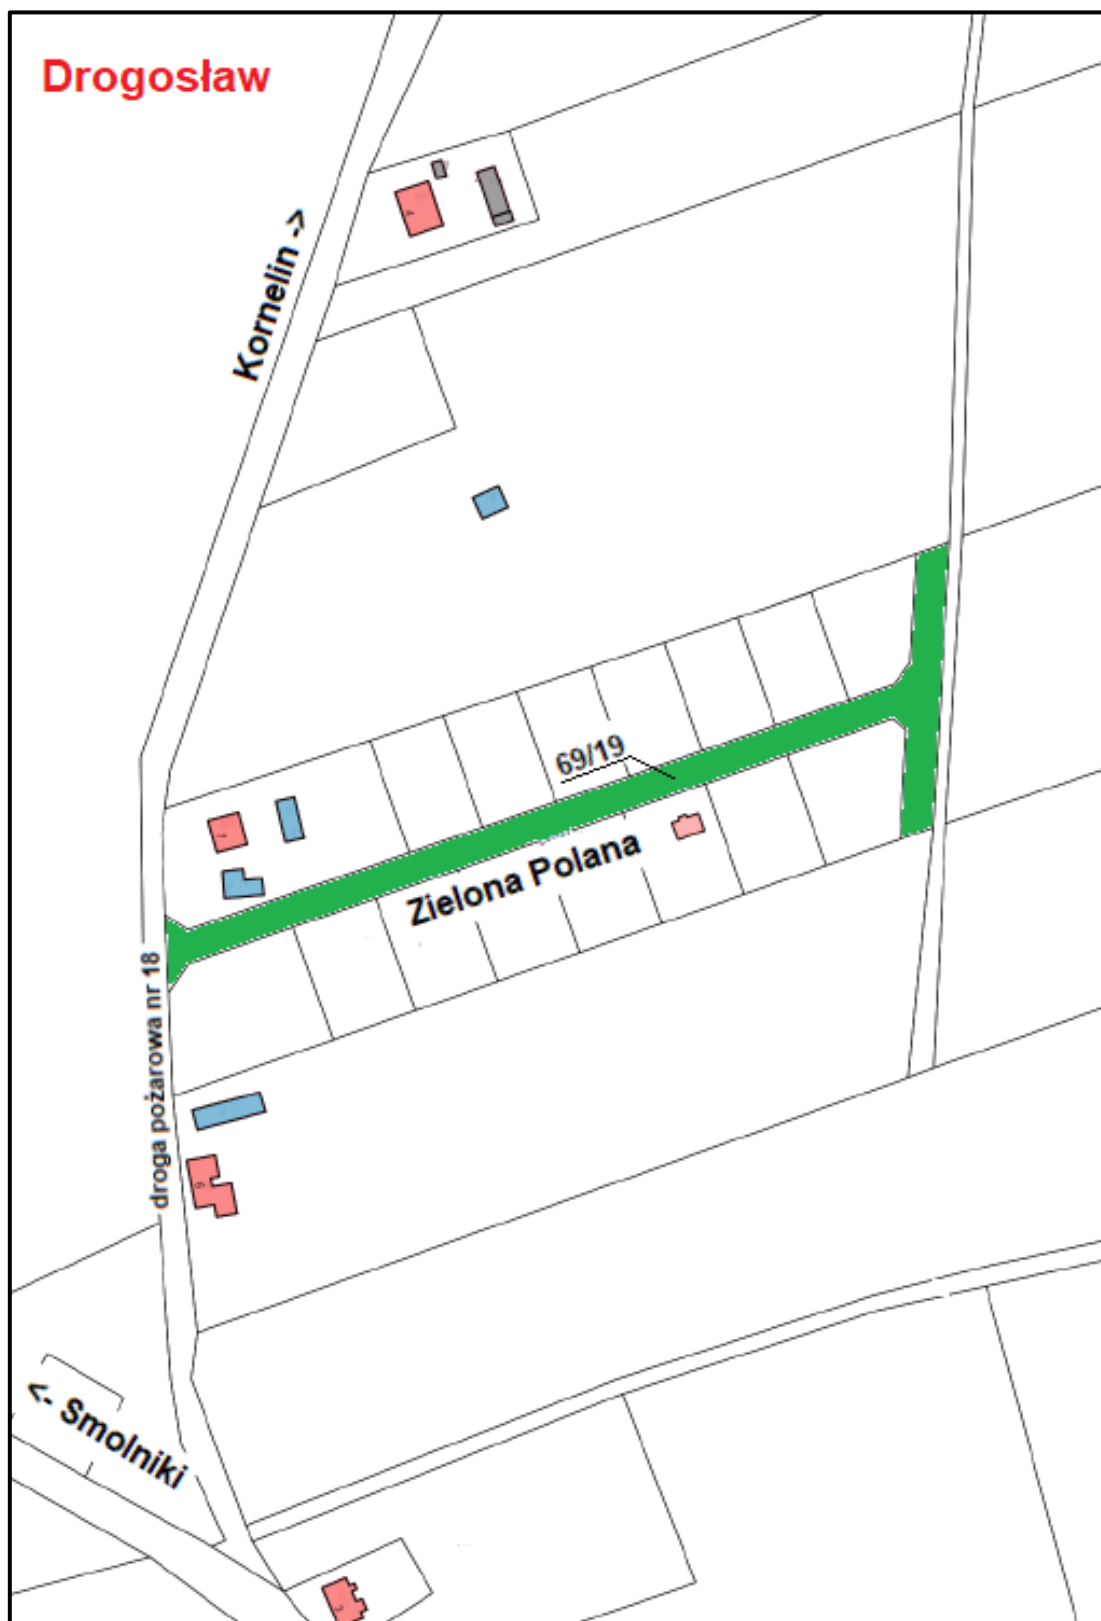 Drogosław
Kornelin ->
69/19
Zielona Polana
droga pożarowa nr 18
<- Smolniki